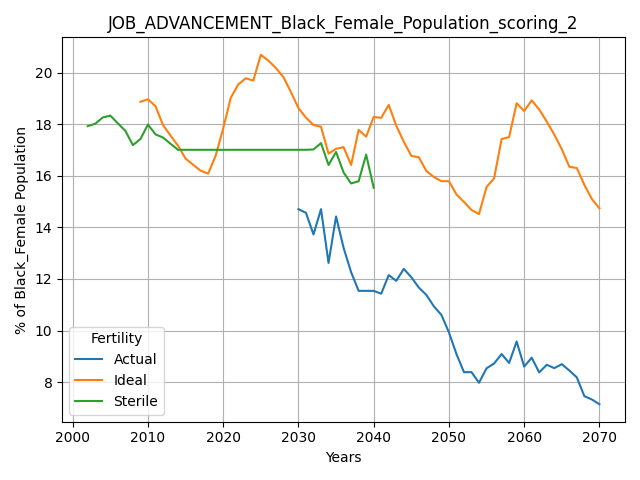 JOB_ADVANCEMENT_Black_Female_Population_scoring_2
% of Black_Female Population
20
18
16
14
12
10
8
Fertility
Actual
Ideal
Sterile
2000 2010 2020 2030 2040 2050 2060 2070
Years